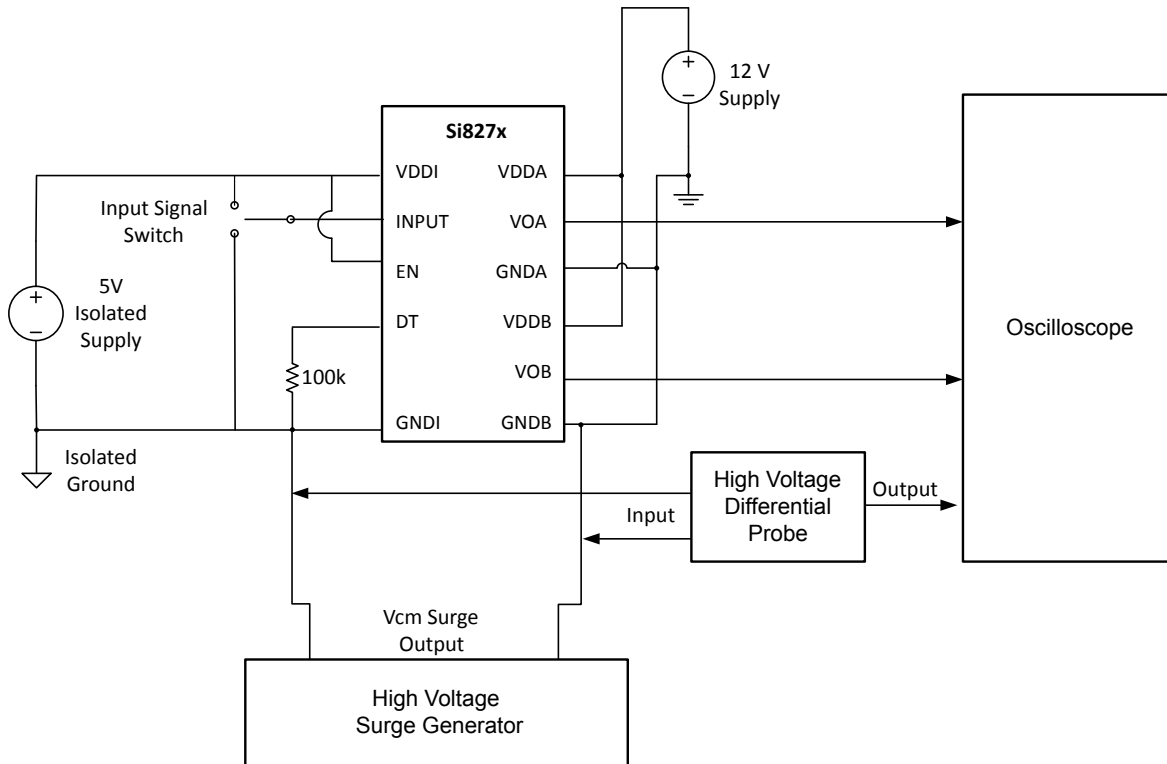 12 V
Supply
Si827x
VDDI
VDDA
Input Signal
Switch
INPUT
VOA
EN
GNDA
5V
Isolated
Supply
DT
VDDB
Oscilloscope
100k
VOB
GNDI
GNDB
Isolated
Ground
High Voltage
Differential
Probe
Output
Input
Vcm Surge
Output
High Voltage
Surge Generator